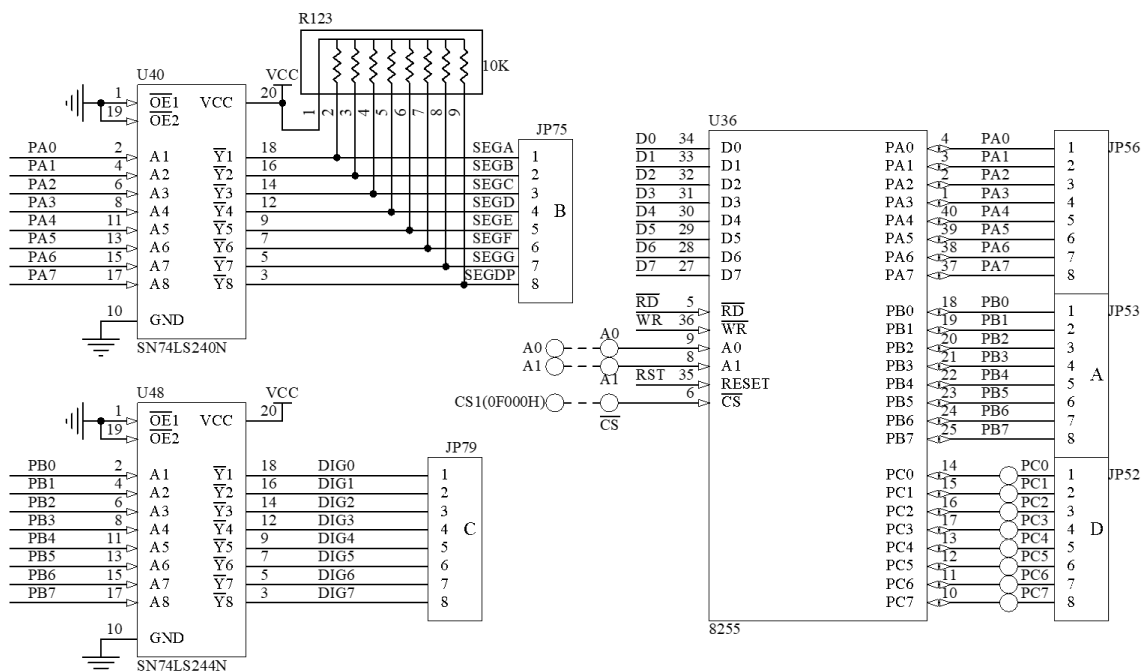 R123
10K
U40
VCC
1 OE1 VCC 20
19 OE2
1 2 3 4 5 6 7 8 9
JP75
PA0 2 A1 Y1 18 SEGA 1
PA1 4 A2 Y2 16 SEGB 2
PA2 6 A3 Y3 14 SEGC 3
PA3 8 A4 Y4 12 SEGD 4
PA4 11 A5 Y5 9 SEGE 5
PA5 13 A6 Y6 7 SEGF 6
PA6 15 A7 Y7 5 SEGG 7
PA7 17 A8 Y8 3 SEGDP 8
B
10 GND
SN74LS240N
U48
VCC
1 OE1 VCC 20
19 OE2
JP79
PB0 2 A1 Y1 18 DIG0 1
PB1 4 A2 Y2 16 DIG1 2
PB2 6 A3 Y3 14 DIG2 3
PB3 8 A4 Y4 12 DIG3 4
PB4 11 A5 Y5 9 DIG4 5
PB5 13 A6 Y6 7 DIG5 6
PB6 15 A7 Y7 5 DIG6 7
PB7 17 A8 Y8 3 DIG7 8
C
10 GND
SN74LS244N
U36
D0 34 D0 PA0 4 PA0 1 JP56
D1 33 D1 PA1 3 PA1 2
D2 32 D2 PA2 2 PA2 3
D3 31 D3 PA3 1 PA3 4
D4 30 D4 PA4 40 PA4 5
D5 29 D5 PA5 39 PA5 6
D6 28 D6 PA6 38 PA6 7
D7 27 D7 PA7 37 PA7 8
RD 5 RD PB0 18 PB0 1 JP53
WR 36 WR PB1 19 PB1 2
A0 A0 9 A0 PB2 20 PB2 3
A1 A1 8 A1 PB3 21 PB3 4
RST 35 RESET PB4 22 PB4 5
CS1(0F000H) CS 6 CS PB5 23 PB5 6
PB6 24 PB6 7
PB7 25 PB7 8
A
PC0 14 PC0 1 JP52
PC1 15 PC1 2
PC2 16 PC2 3
PC3 17 PC3 4
PC4 13 PC4 5
PC5 12 PC5 6
PC6 11 PC6 7
PC7 10 PC7 8
D
8255